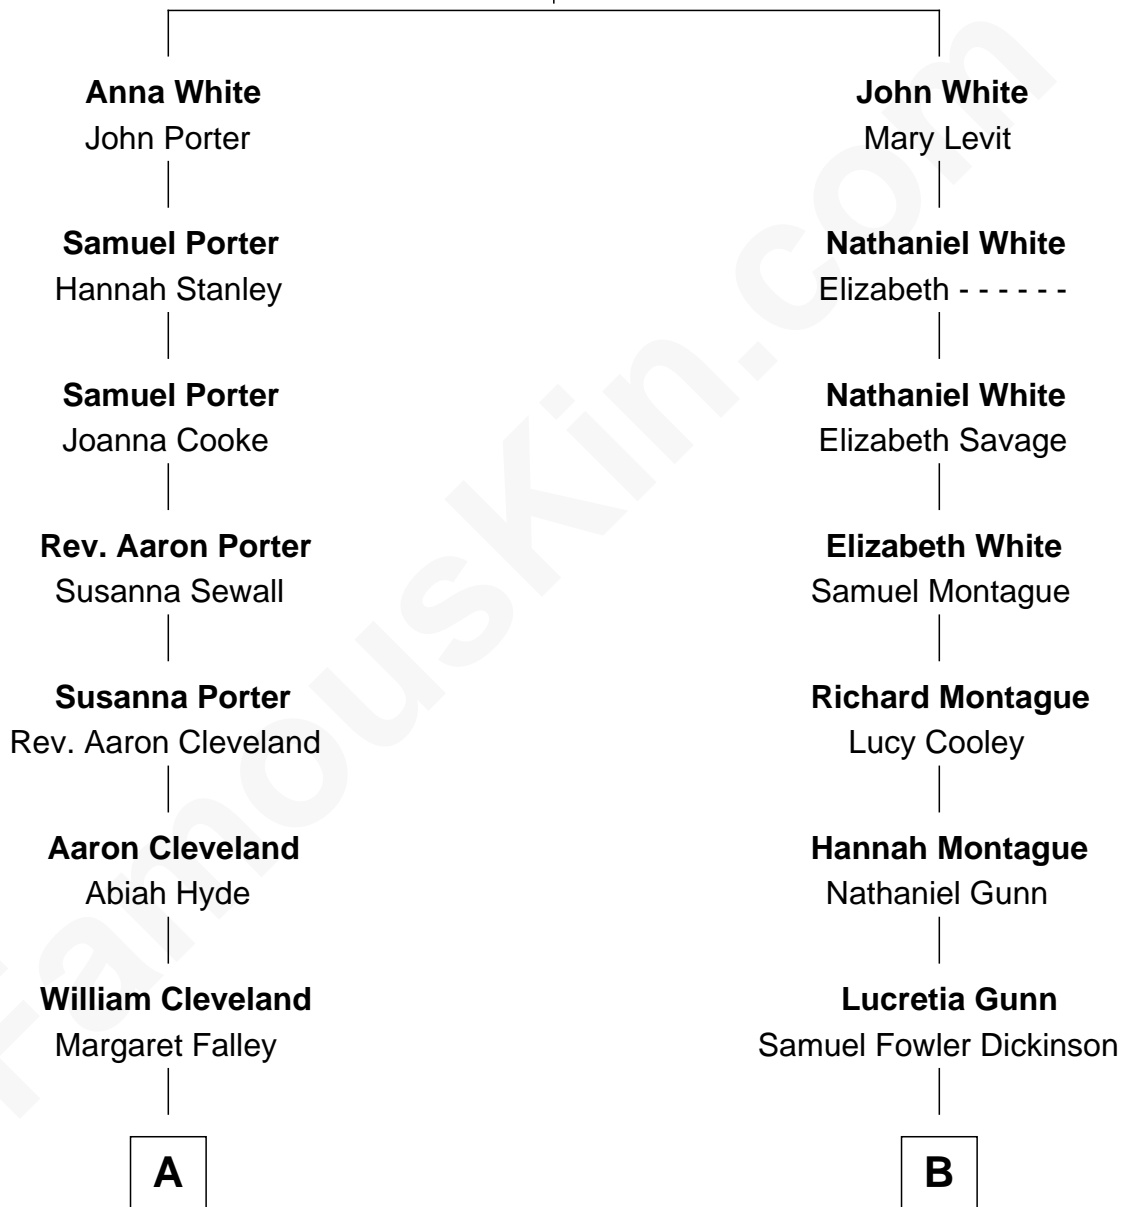 Anna White
John Porter
Samuel Porter
Hannah Stanley
Samuel Porter
Joanna Cooke
Rev. Aaron Porter
Susanna Sewall
Susanna Porter
Rev. Aaron Cleveland
Aaron Cleveland
Abiah Hyde
William Cleveland
Margaret Falley
A
John White
Mary Levit
Nathaniel White
Elizabeth - - - - - -
Nathaniel White
Elizabeth Savage
Elizabeth White
Samuel Montague
Richard Montague
Lucy Cooley
Hannah Montague
Nathaniel Gunn
Lucretia Gunn
Samuel Fowler Dickinson
B
FamousKin.com